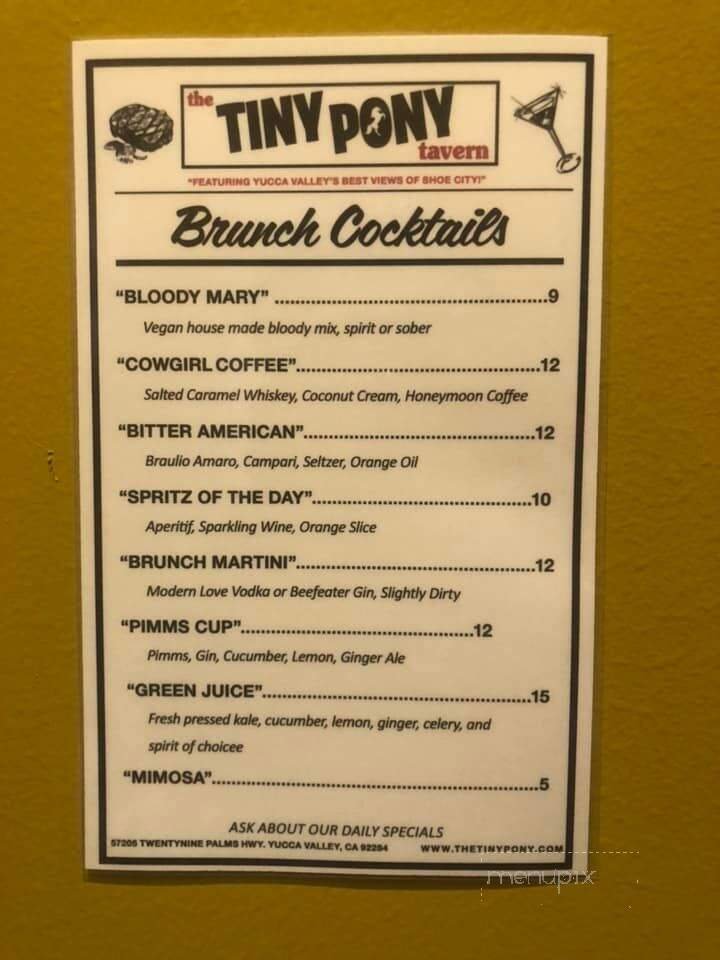 the
TINY PONY
tavern
"FEATURING YUCCA VALLEY'S BEST VIEWS OF SHOE CITY!"
Brunch Cocktails
"BLOODY MARY" ..................................................9
Vegan house made bloody mix, spirit or sober
"COWGIRL COFFEE".............................................12
Salted Caramel Whiskey, Coconut Cream, Honeymoon Coffee
"BITTER AMERICAN"...........................................12
Braulio Amaro, Campari, Seltzer, Orange Oil
"SPRITZ OF THE DAY"........................................10
Aperitif, Sparkling Wine, Orange Slice
"BRUNCH MARTINI"............................................12
Modern Love Vodka or Beefeater Gin, Slightly Dirty
"PIMMS CUP"...........................................12
Pimms, Gin, Cucumber, Lemon, Ginger Ale
"GREEN JUICE".................................................15
Fresh pressed kale, cucumber, lemon, ginger, celery, and
spirit of choicee
"MIMOSA"............................................................5
ASK ABOUT OUR DAILY SPECIALS
57205 TWENTYNINE PALMS HWY. YUCCA VALLEY, CA 92284 WWW.THETINYPONY.COM
menupix